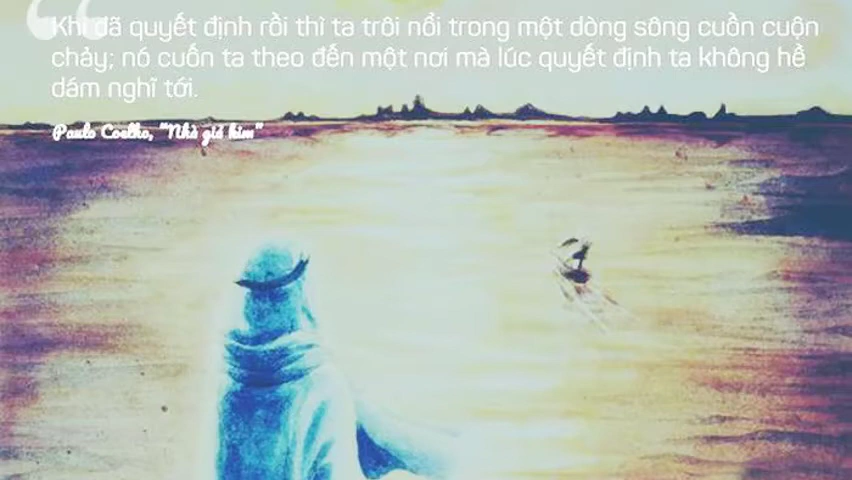 Khi đã quyết định rồi thì ta trôi nổi trong một dòng sông cuồn cuộn
chảy; nó cuốn ta theo đến một nơi mà lúc quyết định ta không hề
dám nghĩ tới.
Paulo Coelho, "Nhà giả kim"